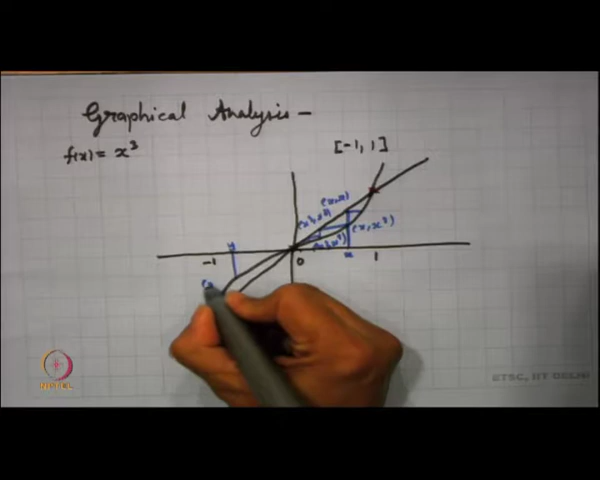 Graphical Analysis -
f(x) = x³
[-1, 1]
(x, x)
(x³, x³)
(x, x³)
y
-1
0
x
1
ETSC, IIT DELHI